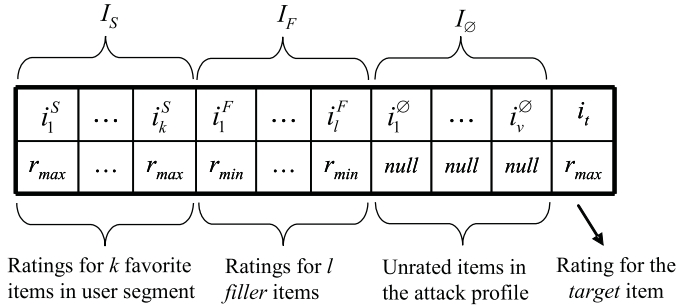 I_S I_F I_∅
i_1^S ... i_k^S i_1^F ... i_l^F i_1^∅ ... i_v^∅ i_t
r_max ... r_max r_min ... r_min null null null r_max
Ratings for k favorite Ratings for l Unrated items in Rating for the
items in user segment filler items the attack profile target item